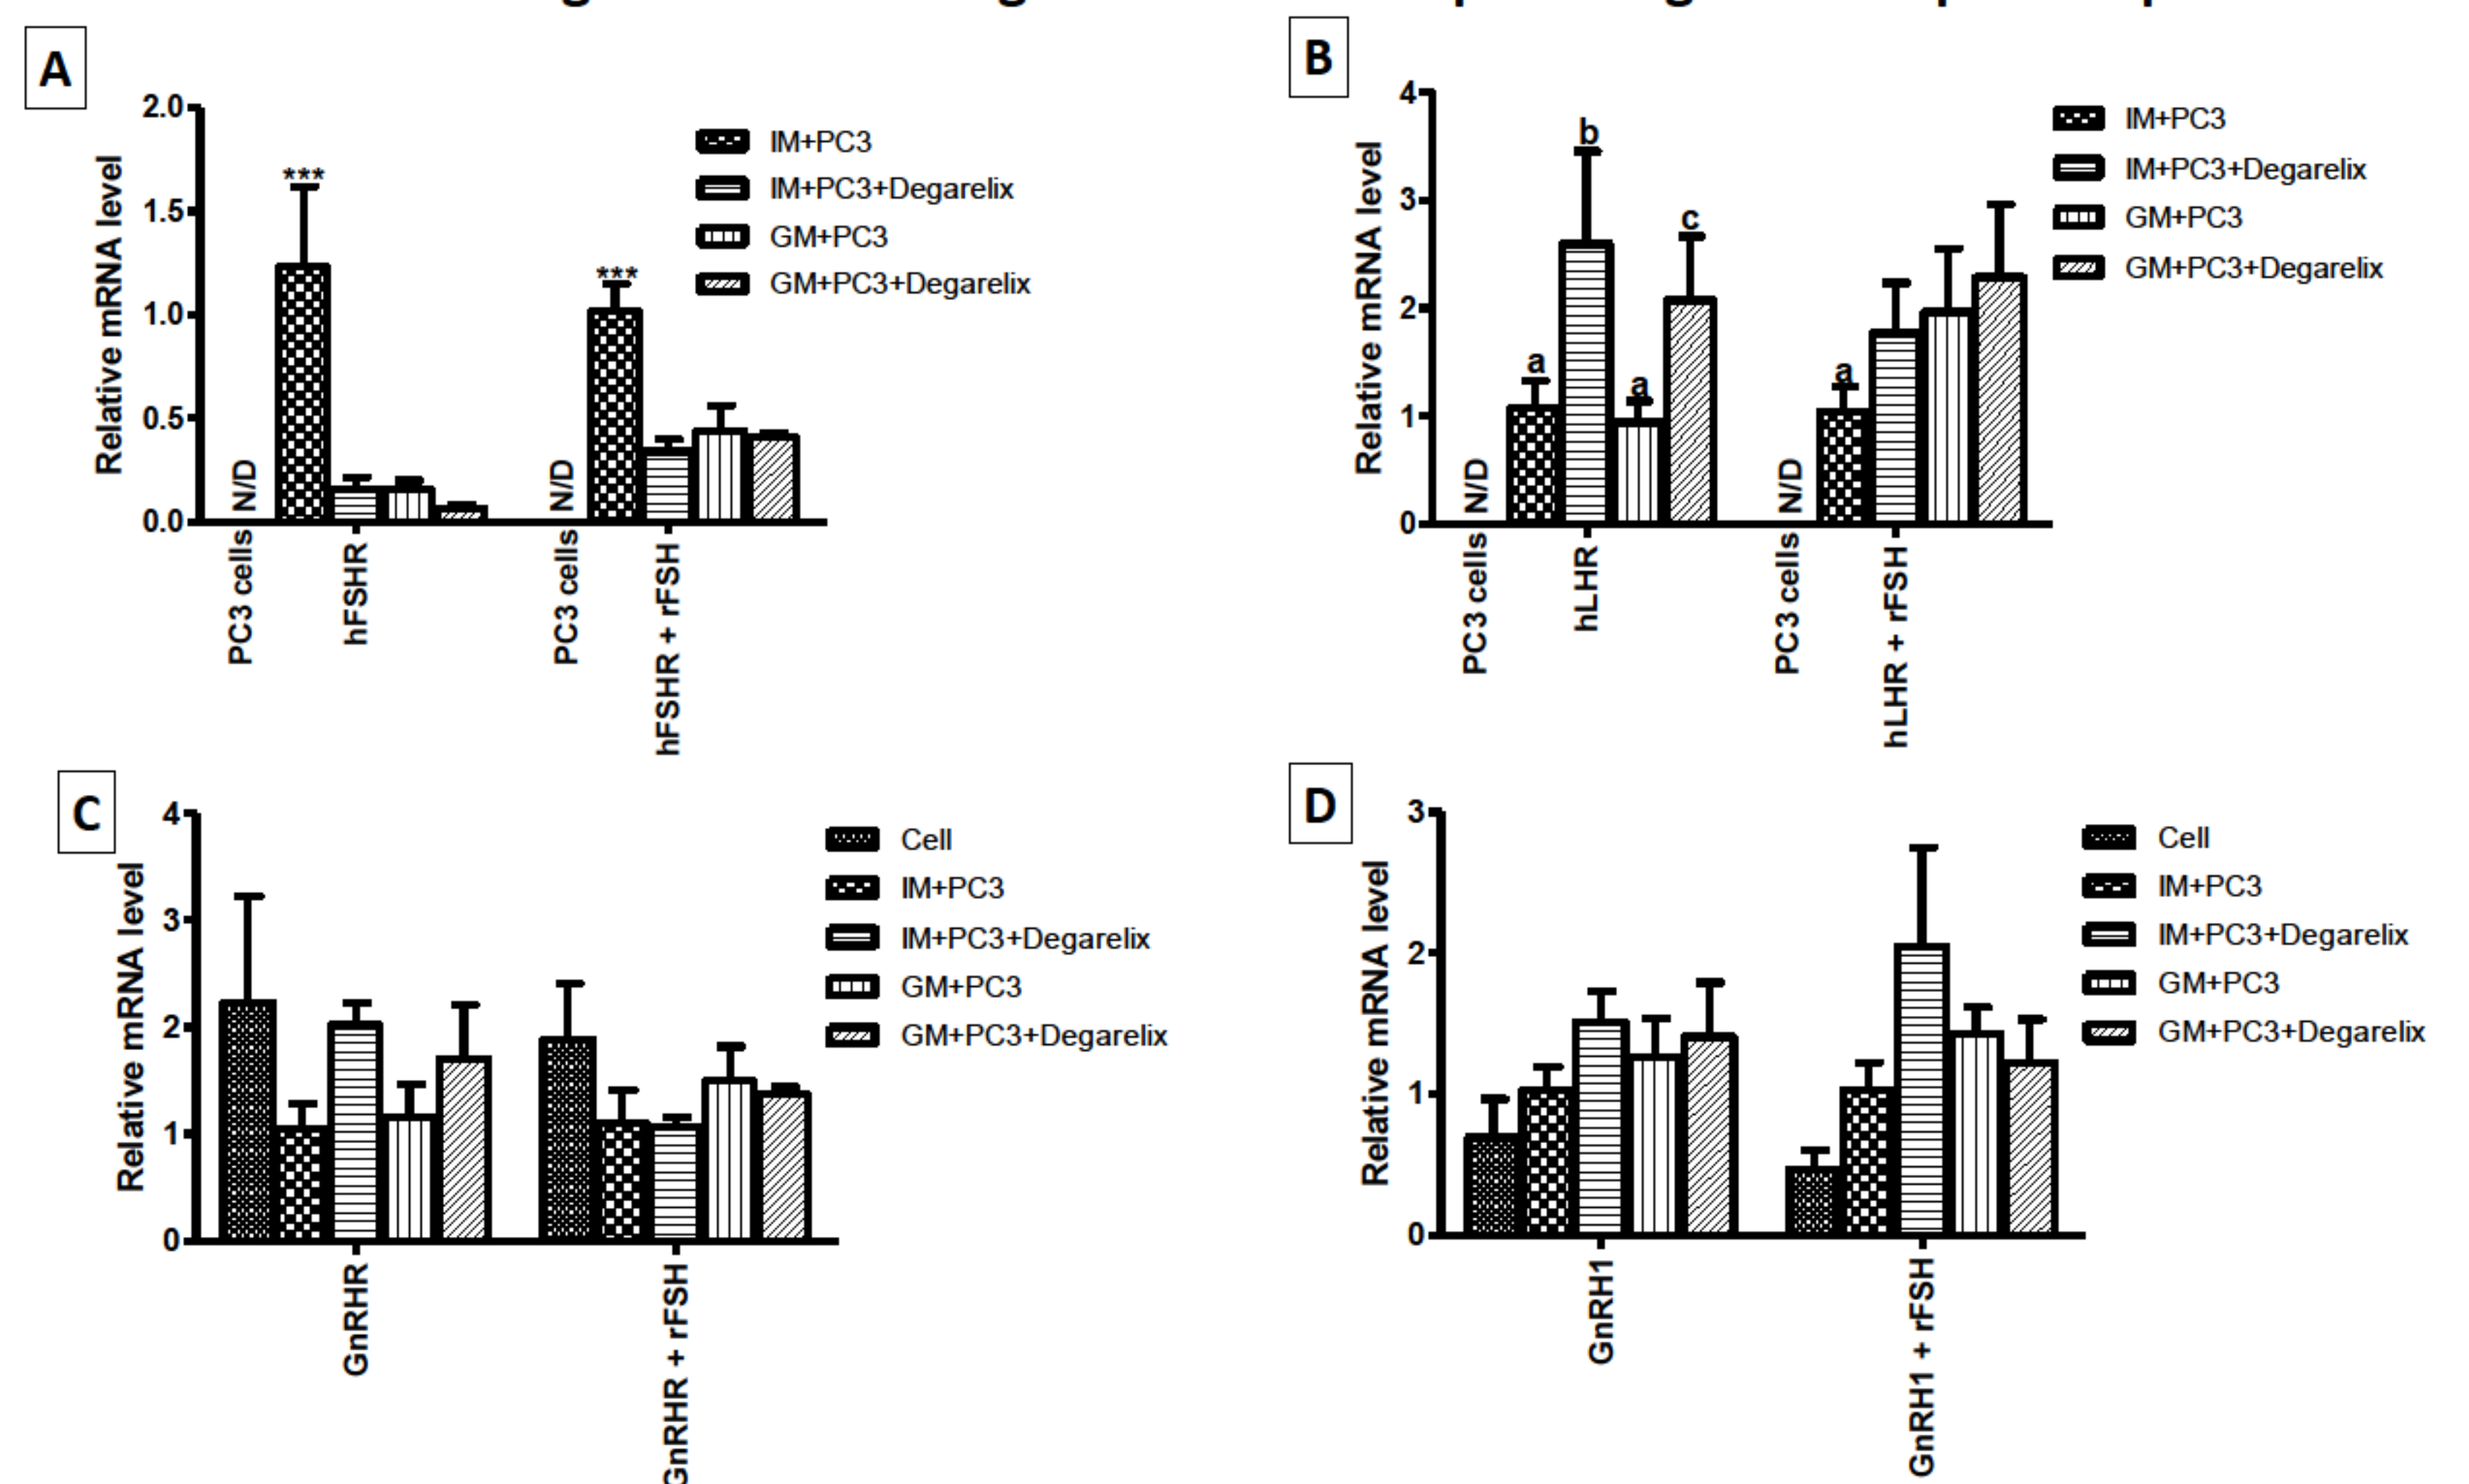 A
2.0
1.5
1.0
0.5
0.0
Relative mRNA level
***
***
N/D
N/D
PC3 cells
hFSHR
PC3 cells
hFSHR + rFSH
IM+PC3
IM+PC3+Degarelix
GM+PC3
GM+PC3+Degarelix
B
4
3
2
1
0
Relative mRNA level
a
b
a
c
a
N/D
N/D
PC3 cells
hLHR
PC3 cells
hLHR + rFSH
IM+PC3
IM+PC3+Degarelix
GM+PC3
GM+PC3+Degarelix
C
4
3
2
1
0
Relative mRNA level
GnRHR
GnRHR + rFSH
Cell
IM+PC3
IM+PC3+Degarelix
GM+PC3
GM+PC3+Degarelix
D
3
2
1
0
Relative mRNA level
GnRH1
GnRH1 + rFSH
Cell
IM+PC3
IM+PC3+Degarelix
GM+PC3
GM+PC3+Degarelix